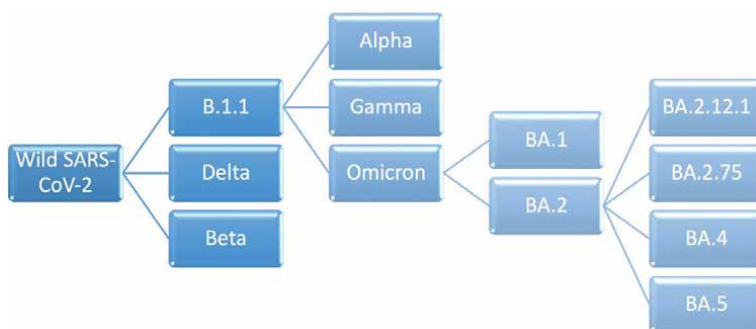 Wild SARS-
CoV-2
B.1.1
Delta
Beta
Alpha
Gamma
Omicron
BA.1
BA.2
BA.2.12.1
BA.2.75
BA.4
BA.5